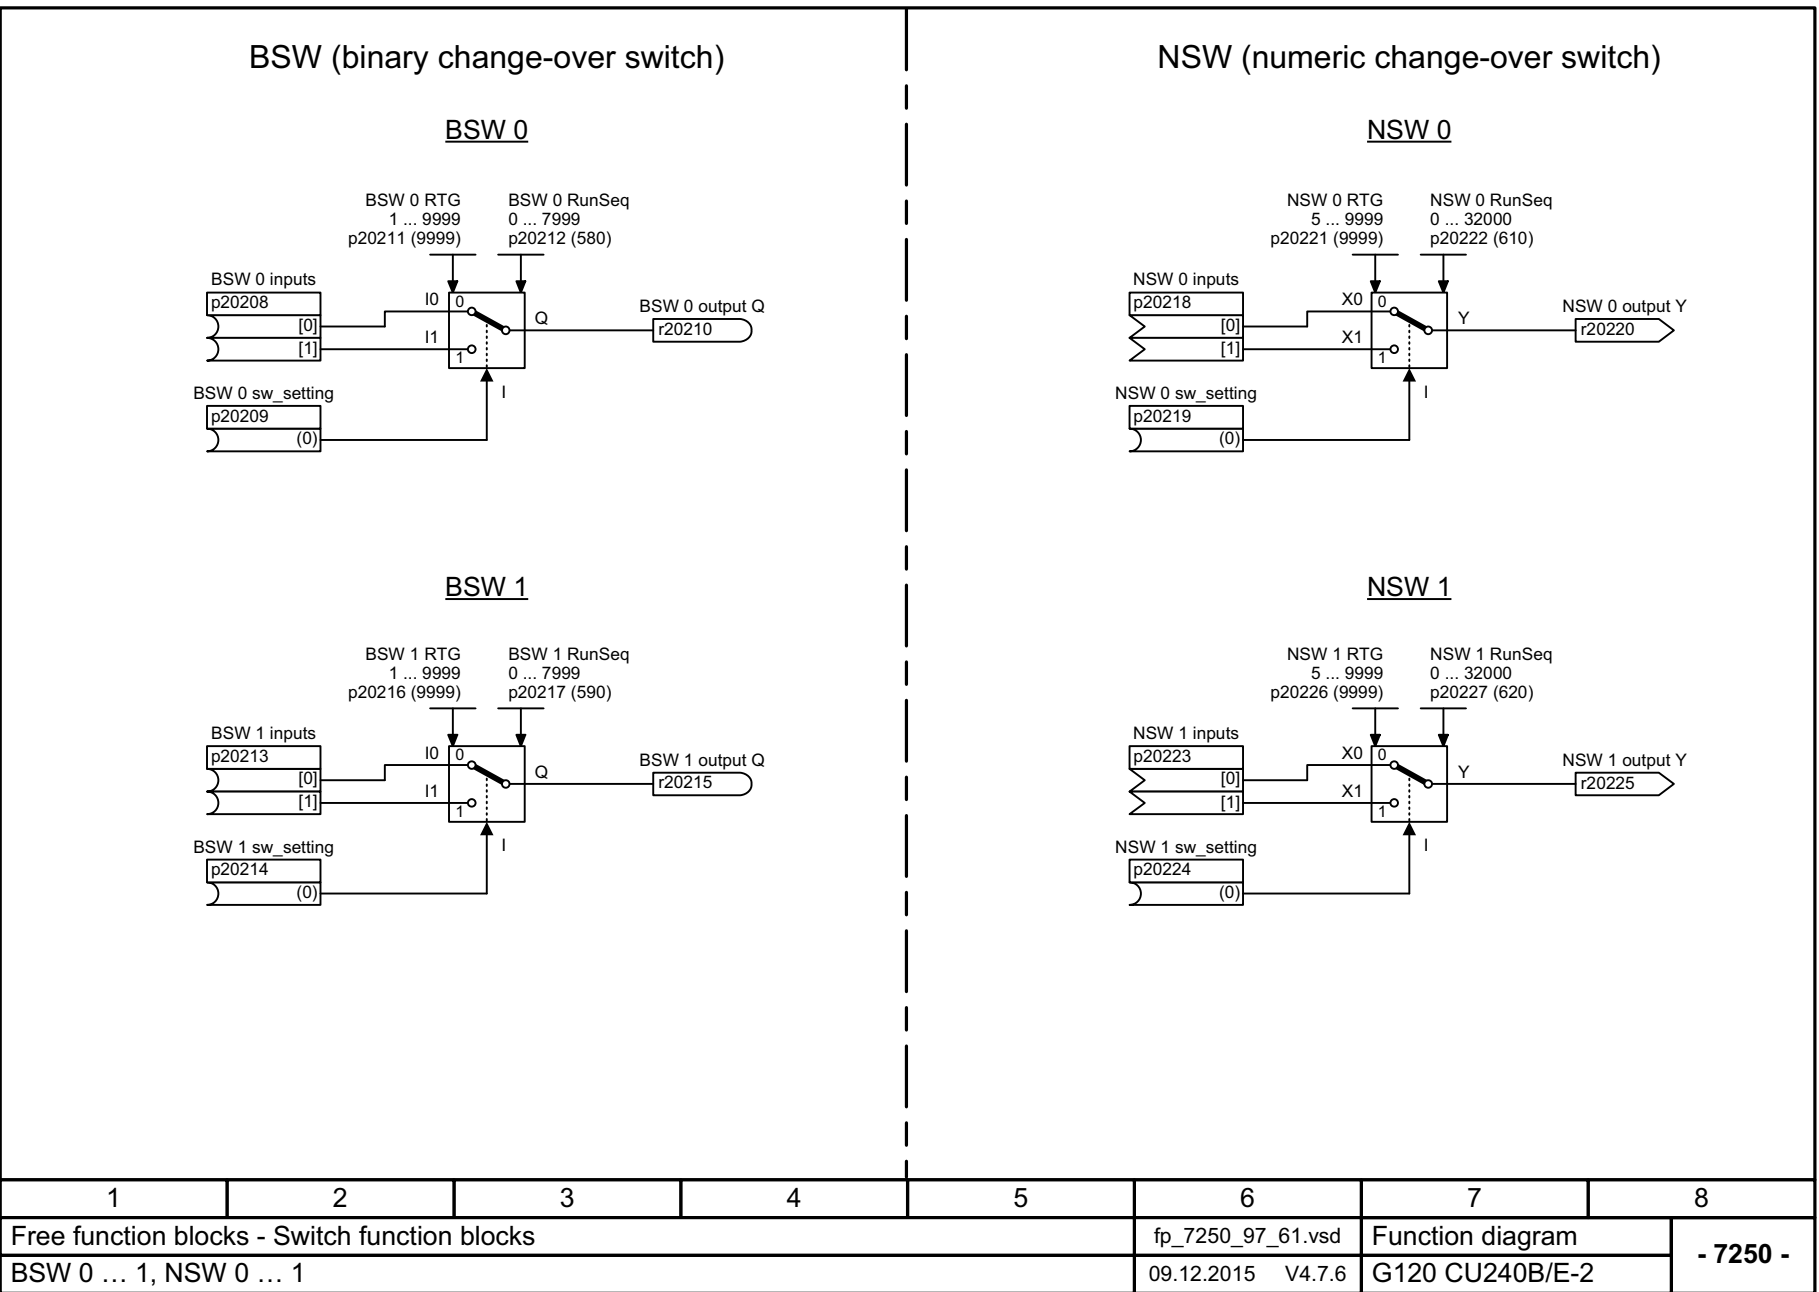 BSW (binary change-over switch)
BSW 0
BSW 0 RTG
1 ... 9999
p20211 (9999)
BSW 0 RunSeq
0 ... 7999
p20212 (580)
BSW 0 inputs
p20208
[0]
[1]
I0
I1
0
1
Q
I
BSW 0 output Q
r20210
BSW 0 sw_setting
p20209
(0)
BSW 1
BSW 1 RTG
1 ... 9999
p20216 (9999)
BSW 1 RunSeq
0 ... 7999
p20217 (590)
BSW 1 inputs
p20213
[0]
[1]
I0
I1
0
1
Q
I
BSW 1 output Q
r20215
BSW 1 sw_setting
p20214
(0)
NSW (numeric change-over switch)
NSW 0
NSW 0 RTG
5 ... 9999
p20221 (9999)
NSW 0 RunSeq
0 ... 32000
p20222 (610)
NSW 0 inputs
p20218
[0]
[1]
X0
X1
0
1
Y
I
NSW 0 output Y
r20220
NSW 0 sw_setting
p20219
(0)
NSW 1
NSW 1 RTG
5 ... 9999
p20226 (9999)
NSW 1 RunSeq
0 ... 32000
p20227 (620)
NSW 1 inputs
p20223
[0]
[1]
X0
X1
0
1
Y
I
NSW 1 output Y
r20225
NSW 1 sw_setting
p20224
(0)
1 2 3 4 5 6 7 8
Free function blocks - Switch function blocks
fp_7250_97_61.vsd
Function diagram
- 7250 -
BSW 0 … 1, NSW 0 … 1
09.12.2015 V4.7.6
G120 CU240B/E-2